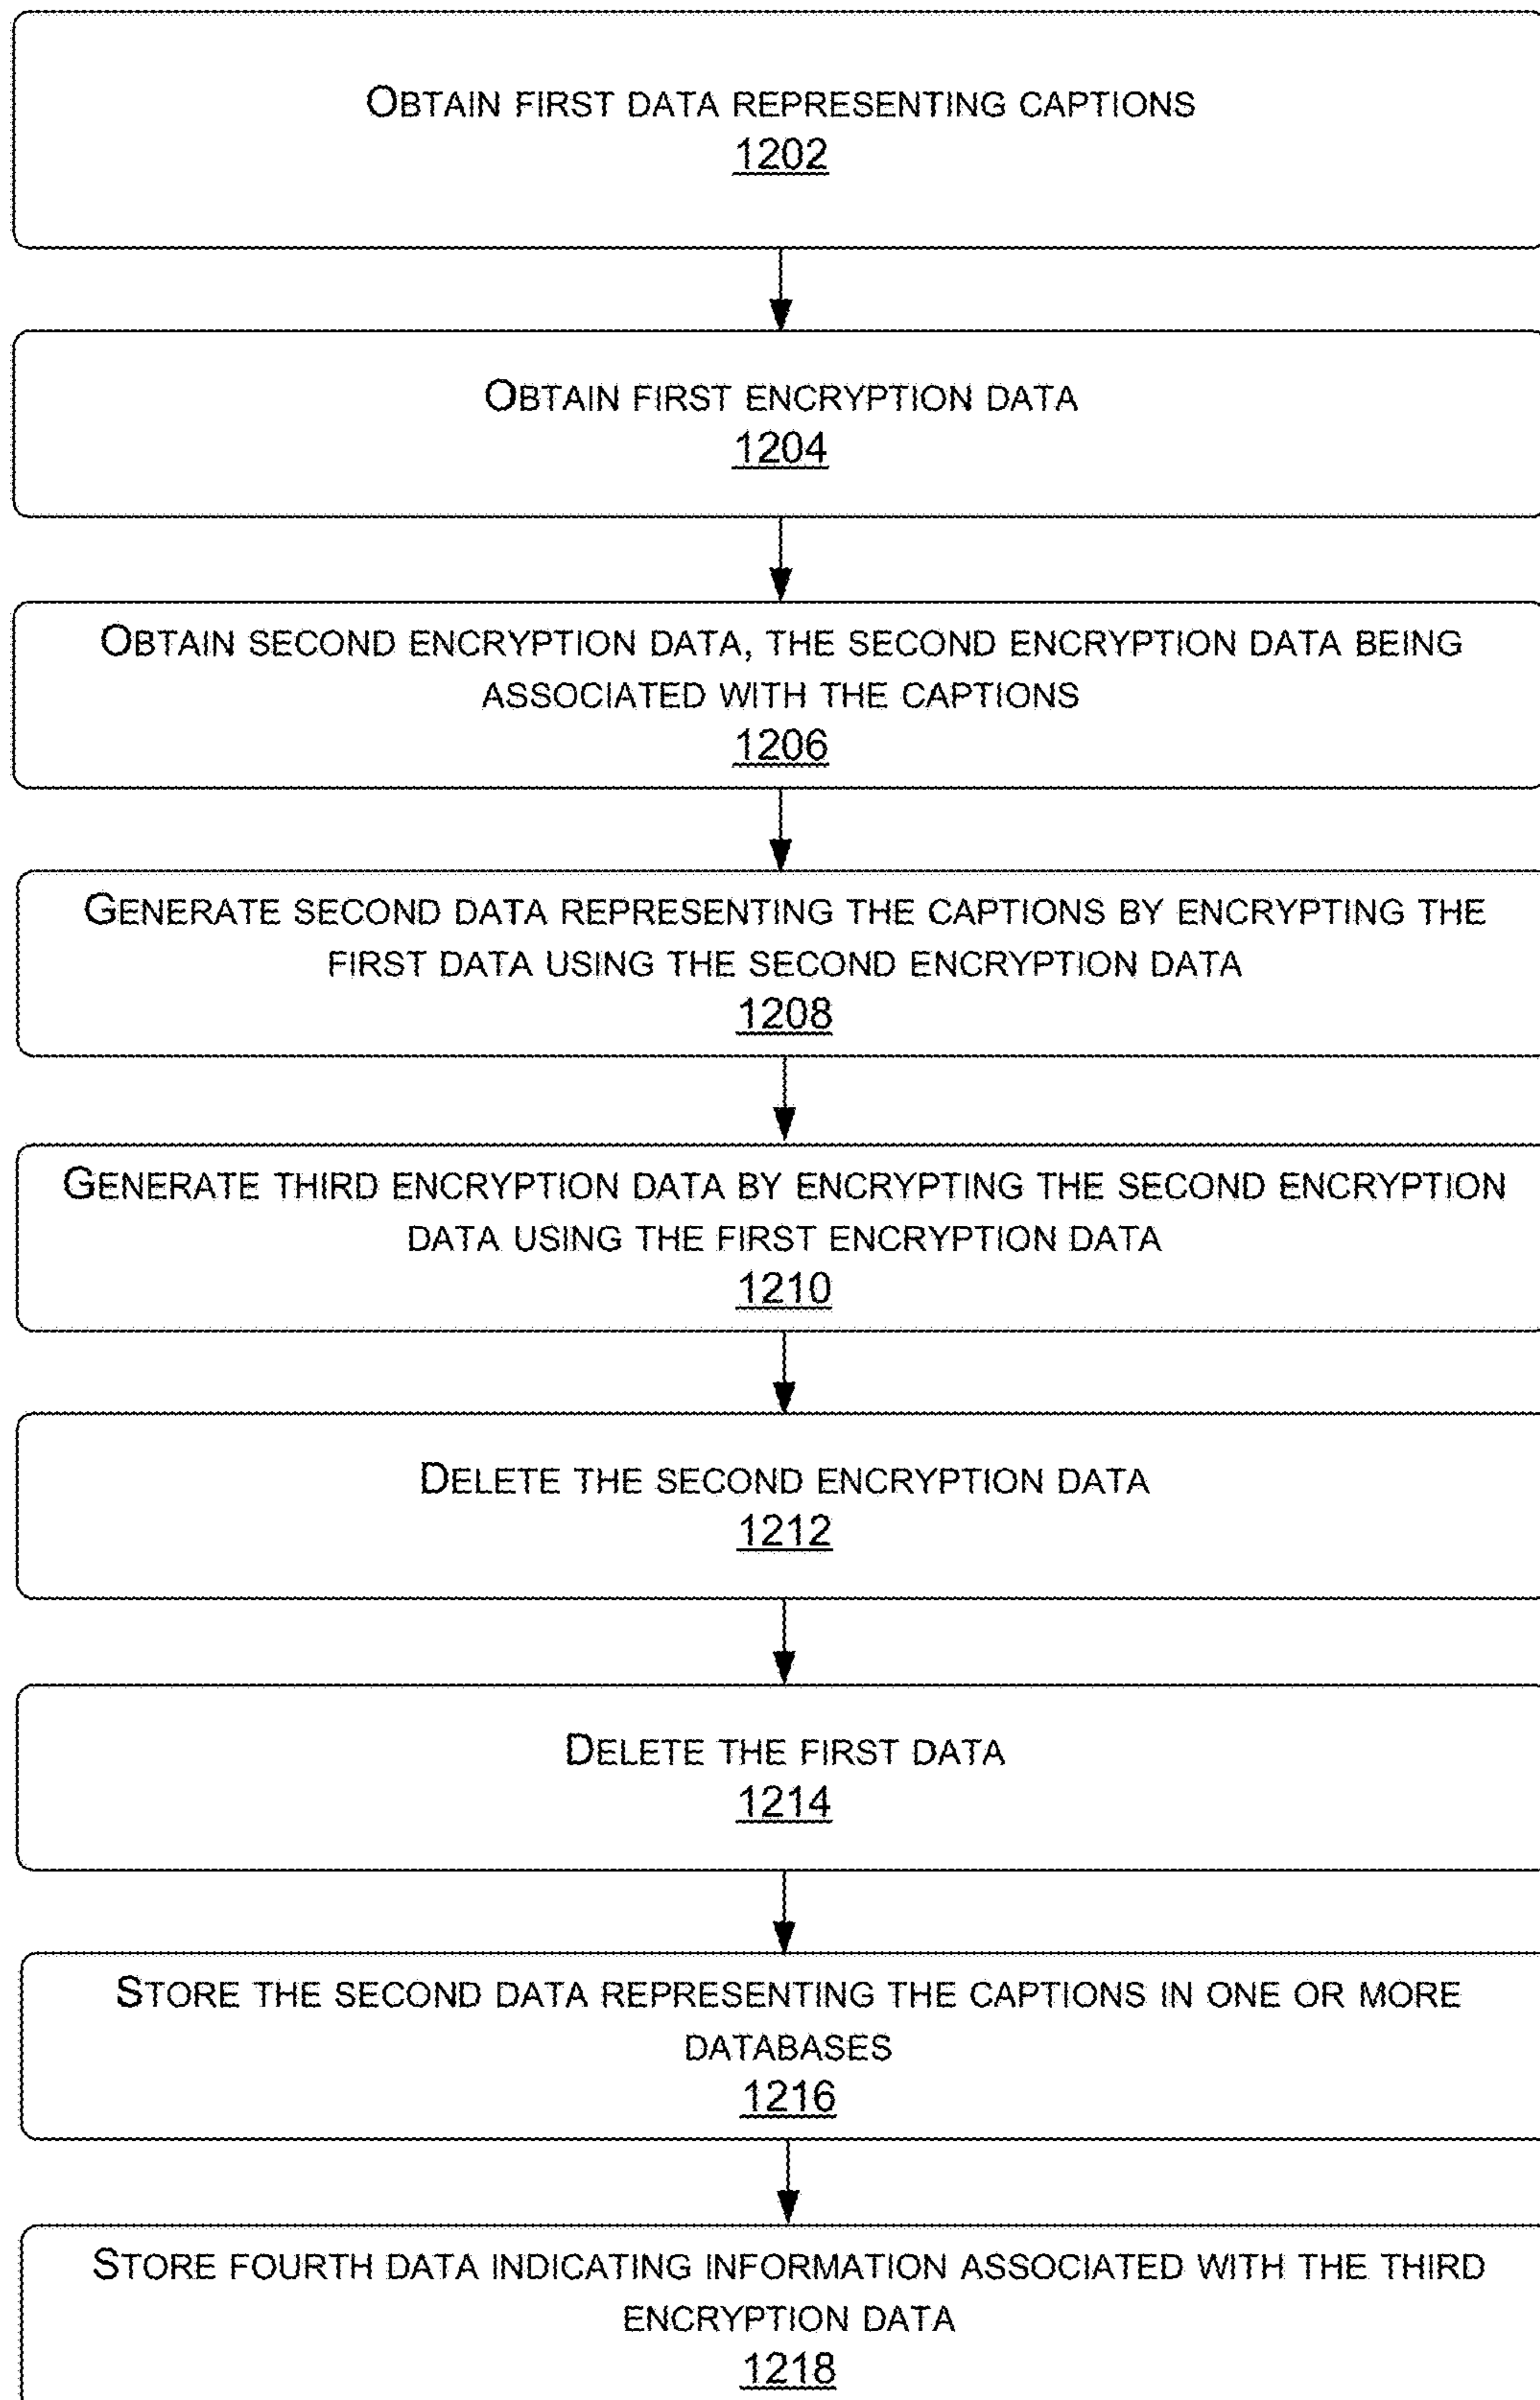 OBTAIN FIRST DATA REPRESENTING CAPTIONS
1202
OBTAIN FIRST ENCRYPTION DATA
1204
OBTAIN SECOND ENCRYPTION DATA, THE SECOND ENCRYPTION DATA BEING
ASSOCIATED WITH THE CAPTIONS
1206
GENERATE SECOND DATA REPRESENTING THE CAPTIONS BY ENCRYPTING THE
FIRST DATA USING THE SECOND ENCRYPTION DATA
1208
GENERATE THIRD ENCRYPTION DATA BY ENCRYPTING THE SECOND ENCRYPTION
DATA USING THE FIRST ENCRYPTION DATA
1210
DELETE THE SECOND ENCRYPTION DATA
1212
DELETE THE FIRST DATA
1214
STORE THE SECOND DATA REPRESENTING THE CAPTIONS IN ONE OR MORE
DATABASES
1216
STORE FOURTH DATA INDICATING INFORMATION ASSOCIATED WITH THE THIRD
ENCRYPTION DATA
1218